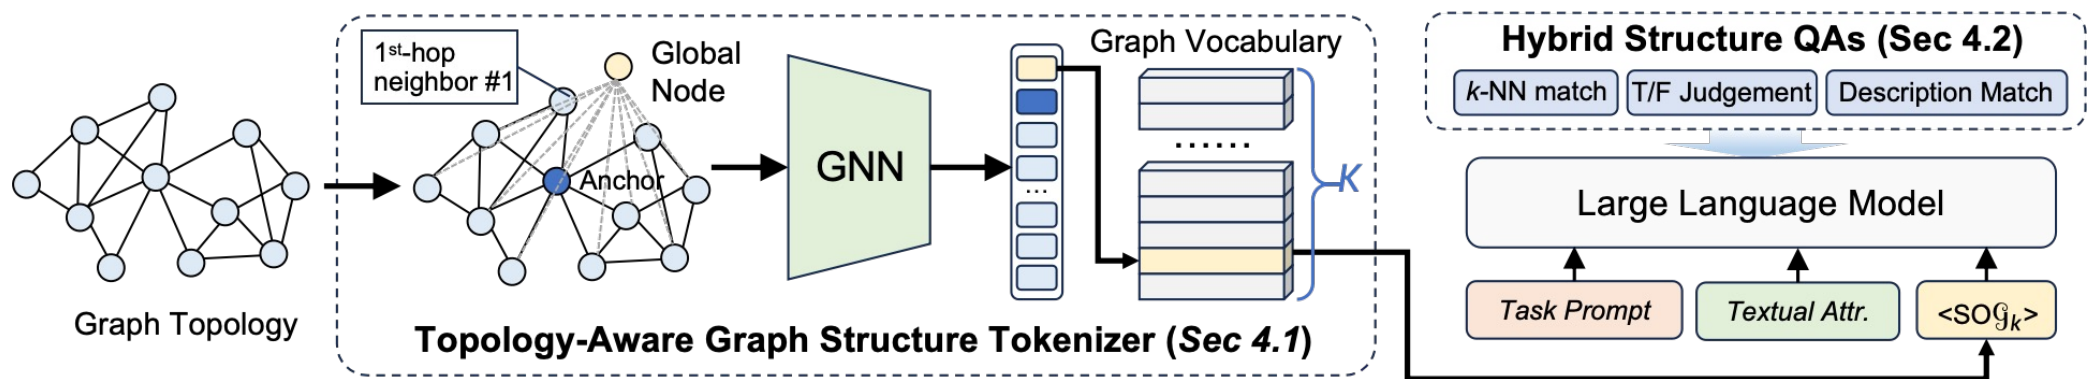 1st-hop
neighbor #1
Global
Node
Anchor
Graph Topology
GNN
...
Graph Vocabulary
......
K
Topology-Aware Graph Structure Tokenizer (Sec 4.1)
Hybrid Structure QAs (Sec 4.2)
k-NN match
T/F Judgement
Description Match
Large Language Model
Task Prompt
Textual Attr.
<SO𝒢k>